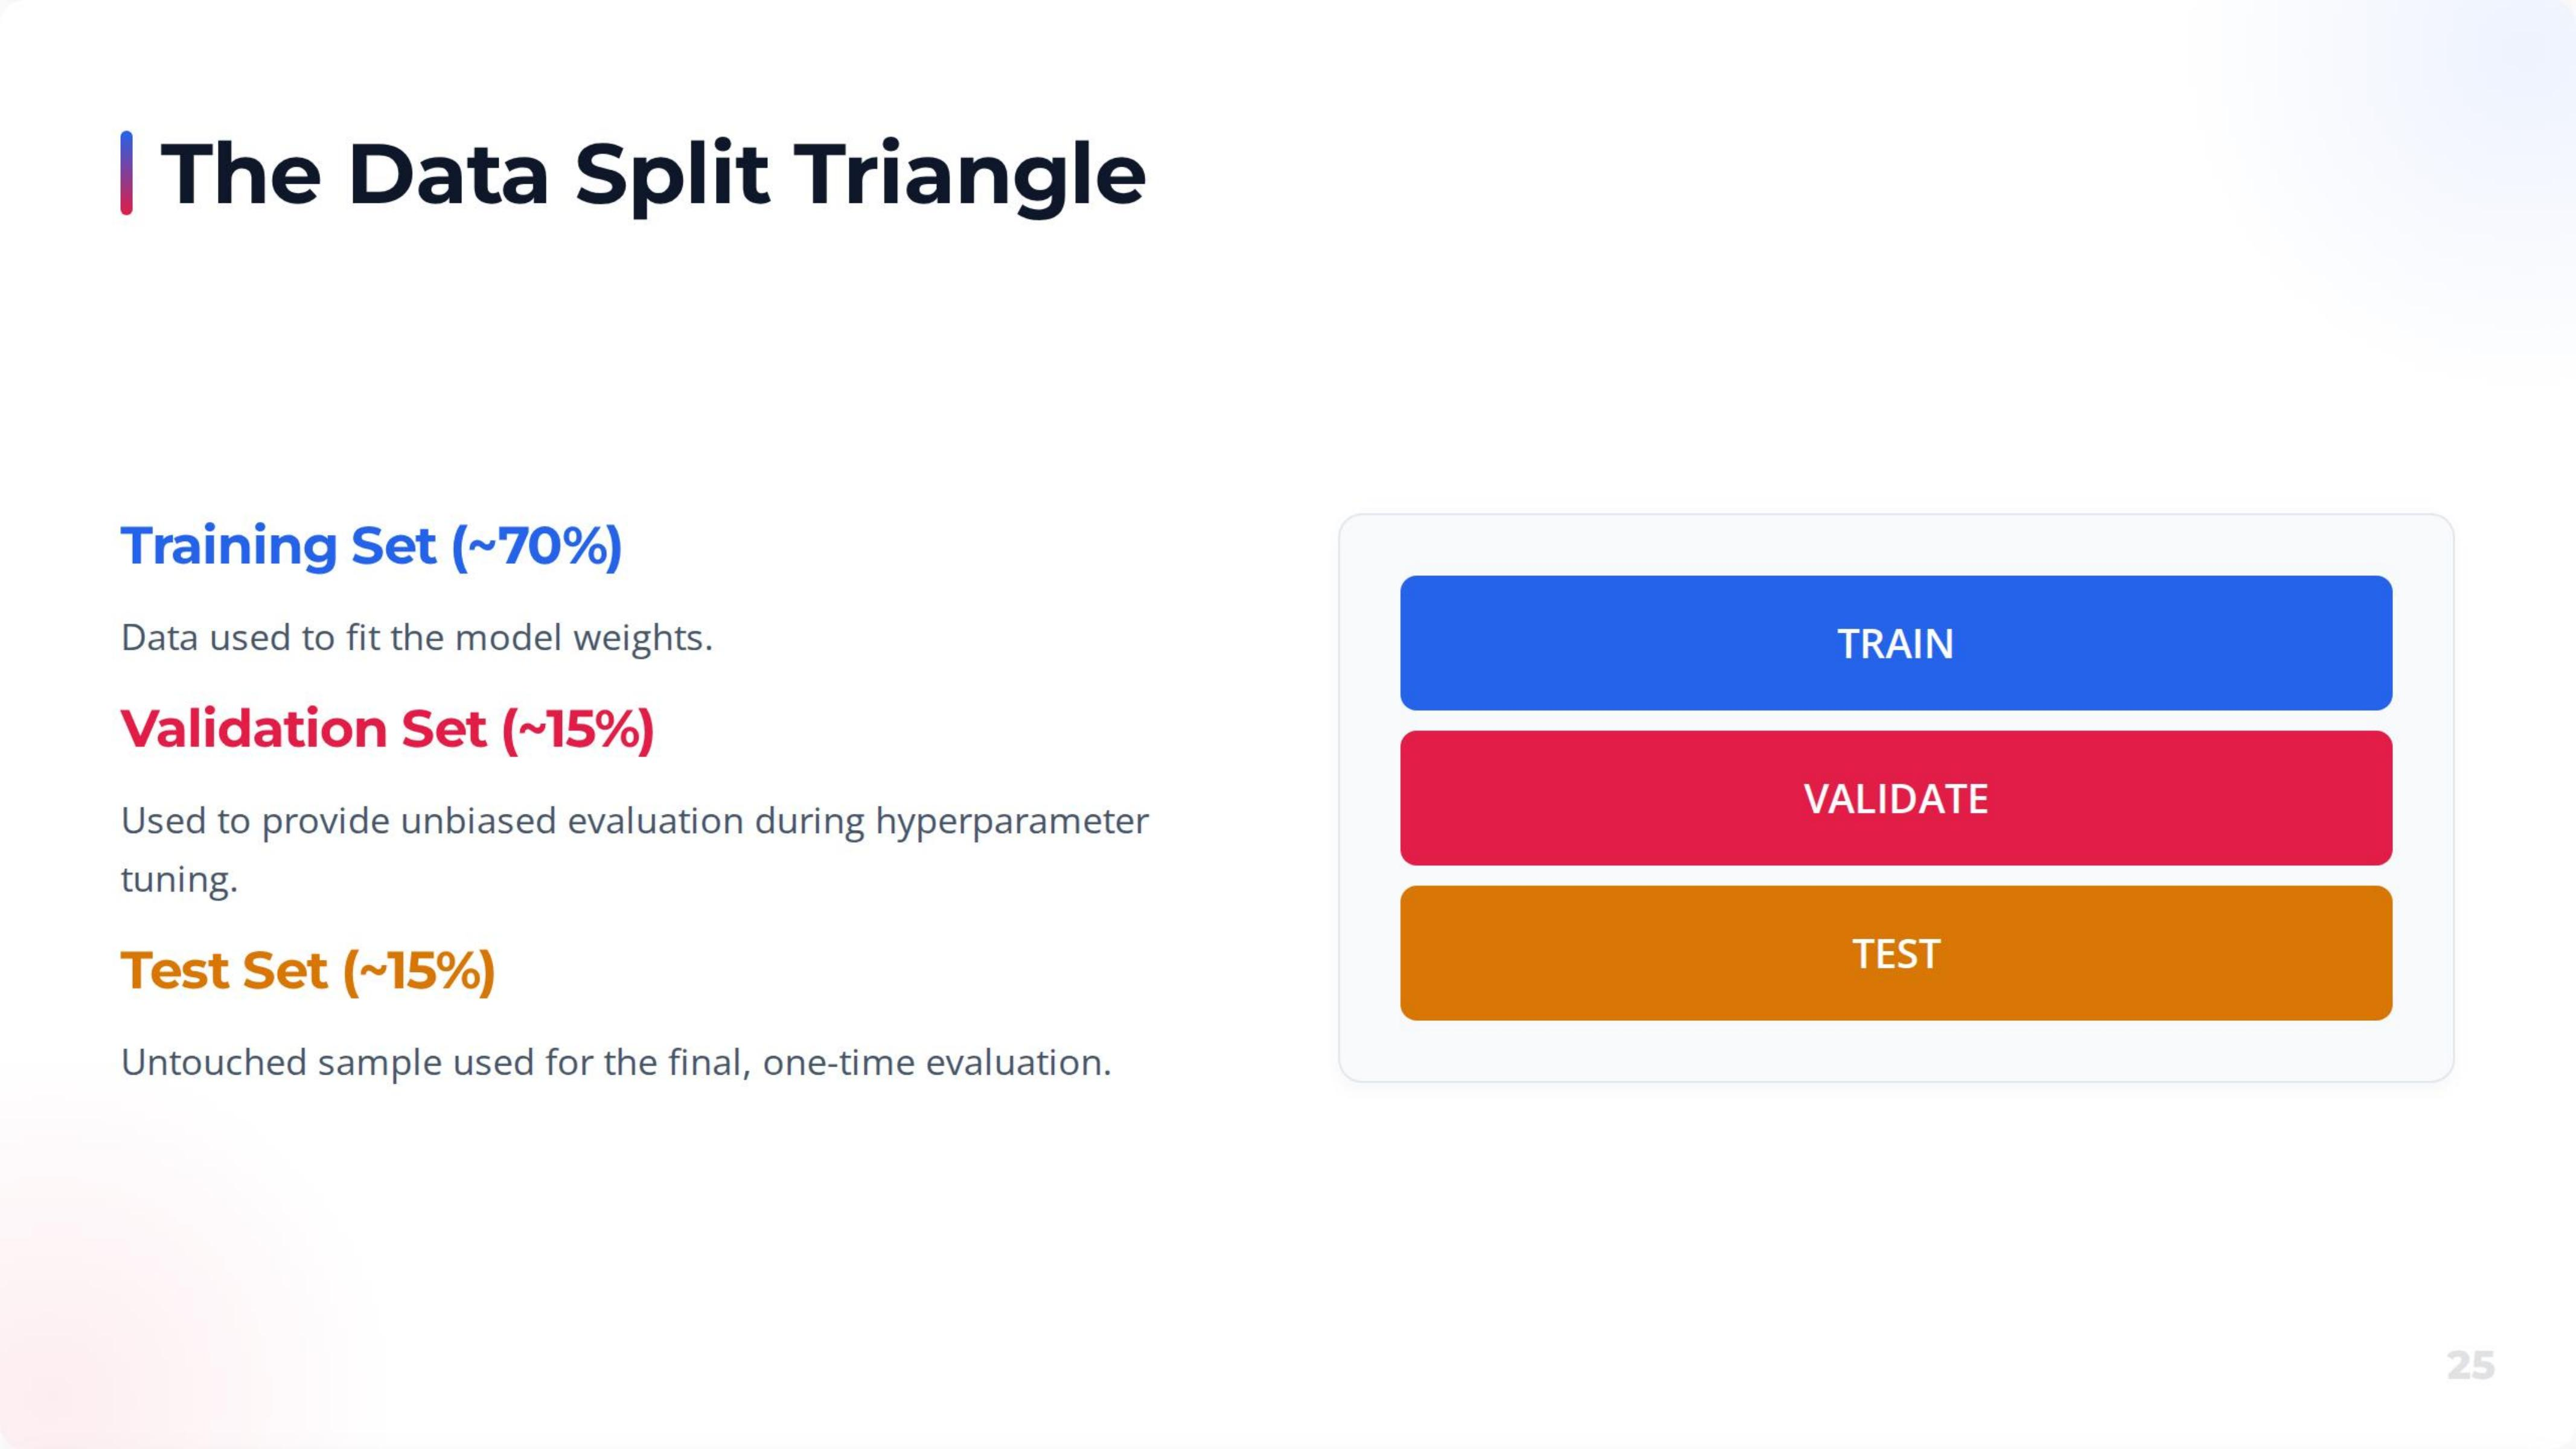 The Data Split Triangle
Training Set (~70%)
Data used to fit the model weights.
Validation Set (~15%)
Used to provide unbiased evaluation during hyperparameter
tuning.
Test Set (~15%)
Untouched sample used for the final, one-time evaluation.
TRAIN
VALIDATE
TEST
25